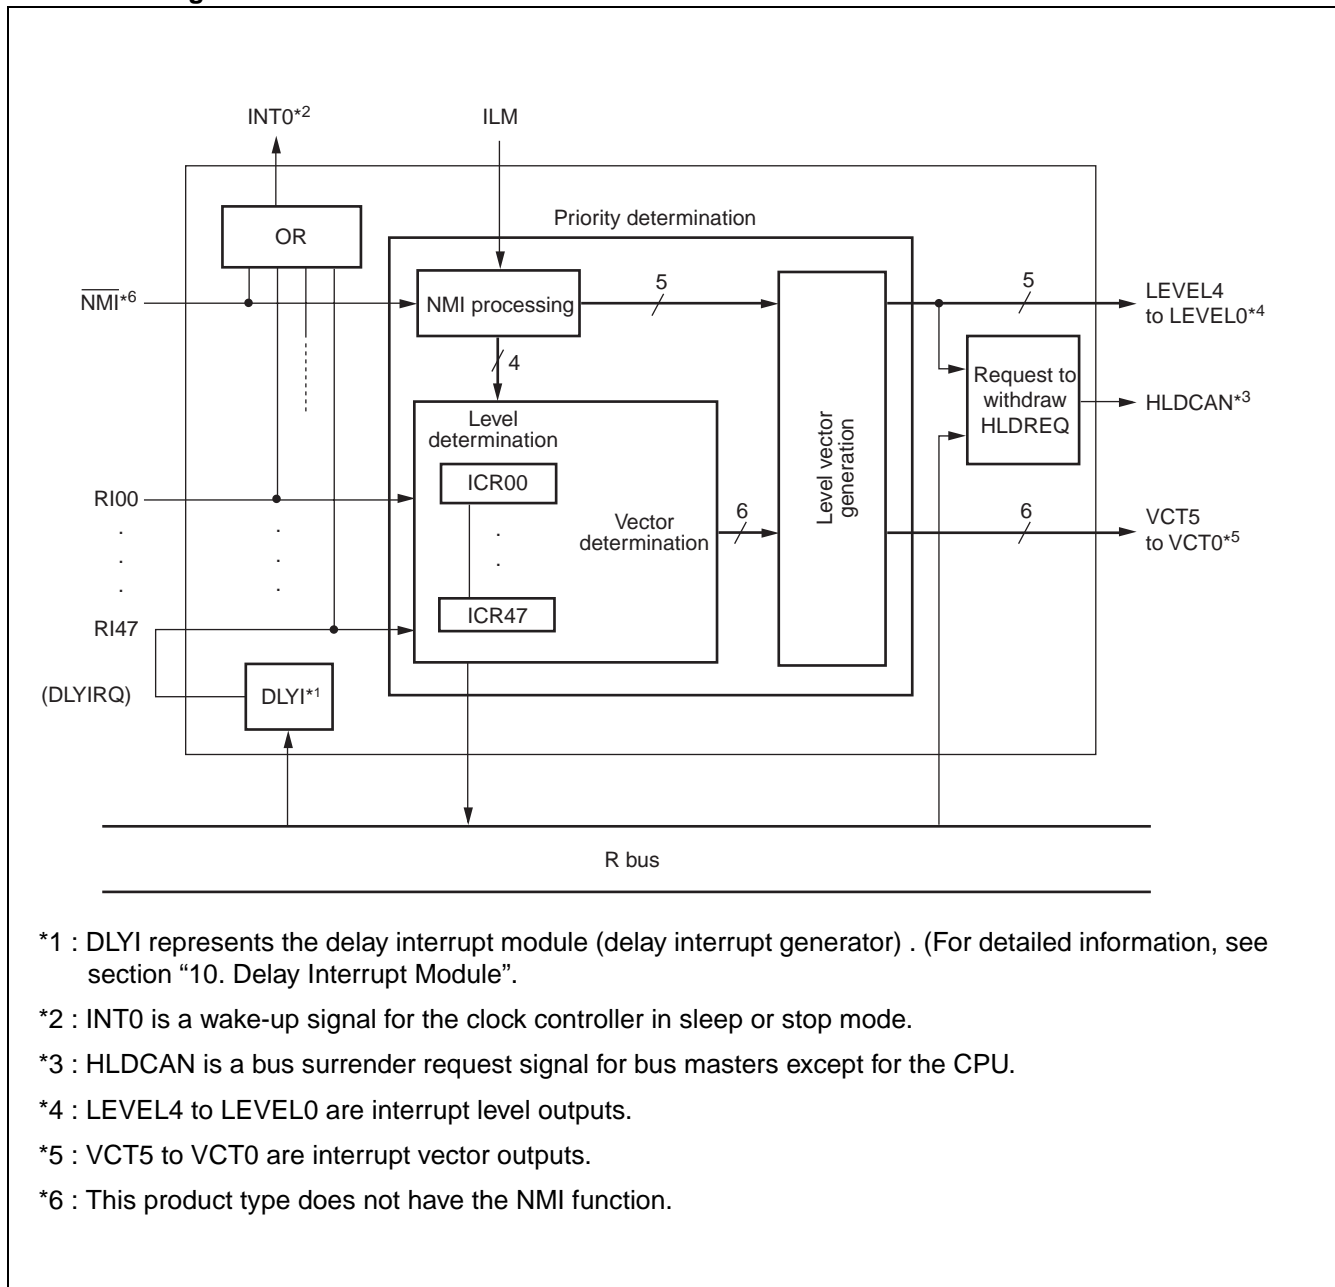 INT0*2
ILM
Priority determination
OR
NMI*6
NMI processing
5
5
LEVEL4
to LEVEL0*4
4
Request to
withdraw
HLDREQ
HLDCAN*3
Level
determination
ICR00
RI00
.
.
.
.
.
.
.
.
Vector
determination
6
Level vector
generation
6
VCT5
to VCT0*5
ICR47
RI47
(DLYIRQ)
DLYI*1
R bus
*1 : DLYI represents the delay interrupt module (delay interrupt generator) . (For detailed information, see
section “10. Delay Interrupt Module”.
*2 : INT0 is a wake-up signal for the clock controller in sleep or stop mode.
*3 : HLDCAN is a bus surrender request signal for bus masters except for the CPU.
*4 : LEVEL4 to LEVEL0 are interrupt level outputs.
*5 : VCT5 to VCT0 are interrupt vector outputs.
*6 : This product type does not have the NMI function.